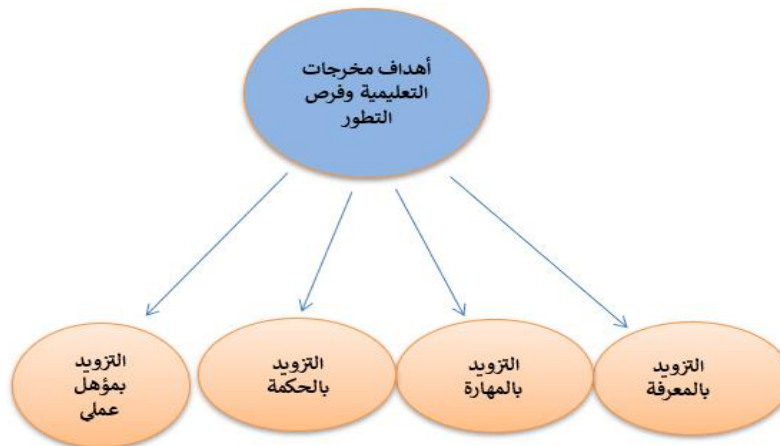 أهداف مخرجات
التعليمية وفرص
التطور
التزويد
بالمعرفة
التزويد
بالمهارة
التزويد
بالحكمة
التزويد
بمؤهل
عملي